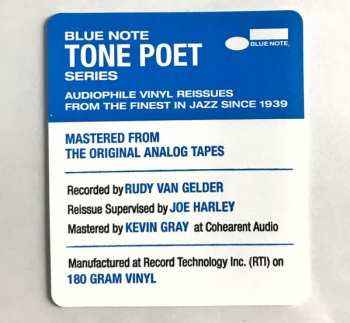 BLUE NOTE
TONE POET
SERIES
BLUE NOTE
AUDIOPHILE VINYL REISSUES
FROM THE FINEST IN JAZZ SINCE 1939
MASTERED FROM
THE ORIGINAL ANALOG TAPES
Recorded by RUDY VAN GELDER
Reissue Supervised by JOE HARLEY
Mastered by KEVIN GRAY at Cohearent Audio
Manufactured at Record Technology Inc. (RTI) on
180 GRAM VINYL